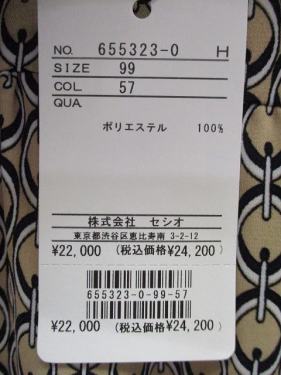 NO. 655323-0 H
SIZE 99
COL 57
QUA.
ポリエステル 100%
株式会社 セシオ
東京都渋谷区恵比寿南 3-2-12
¥22,000 (税込価格¥24,200)
655323-0-99-57
¥22,000 (税込価格¥24,200)